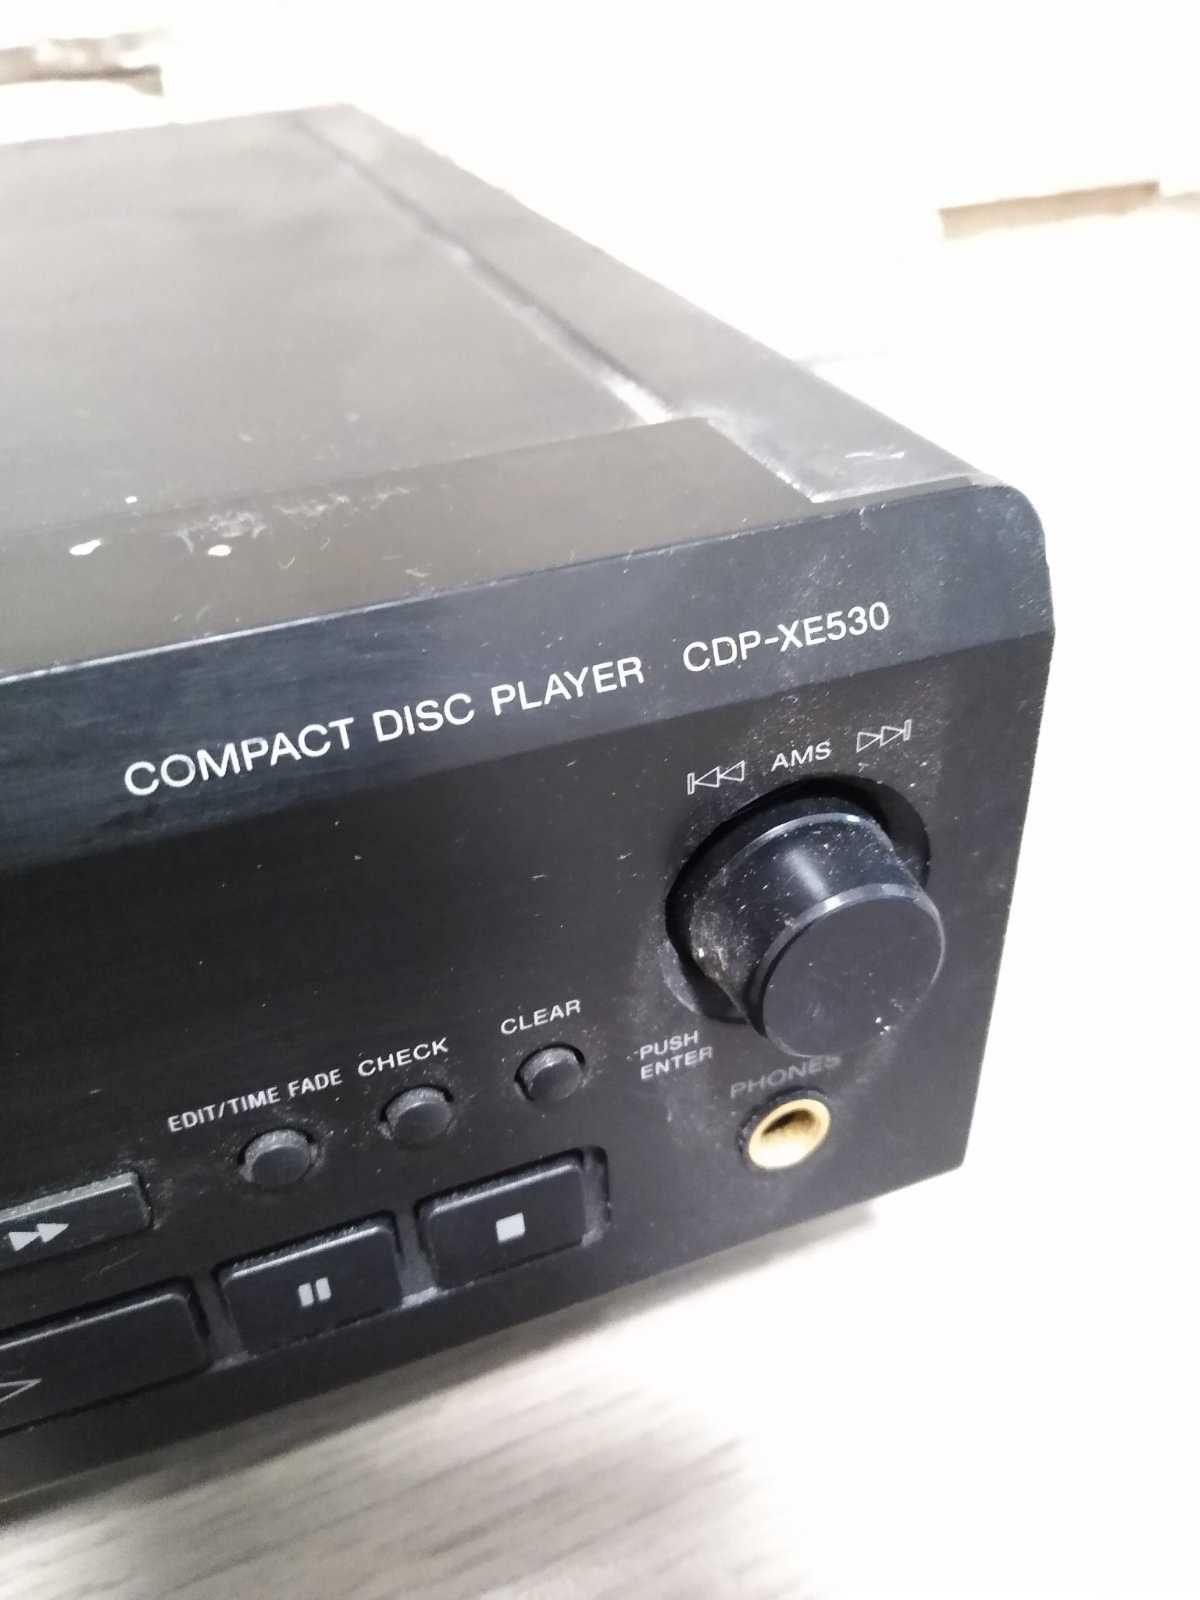 COMPACT DISC PLAYER CDP-XE530
AMS
CLEAR
CHECK
EDIT/TIME FADE
PUSH
ENTER
PHONES